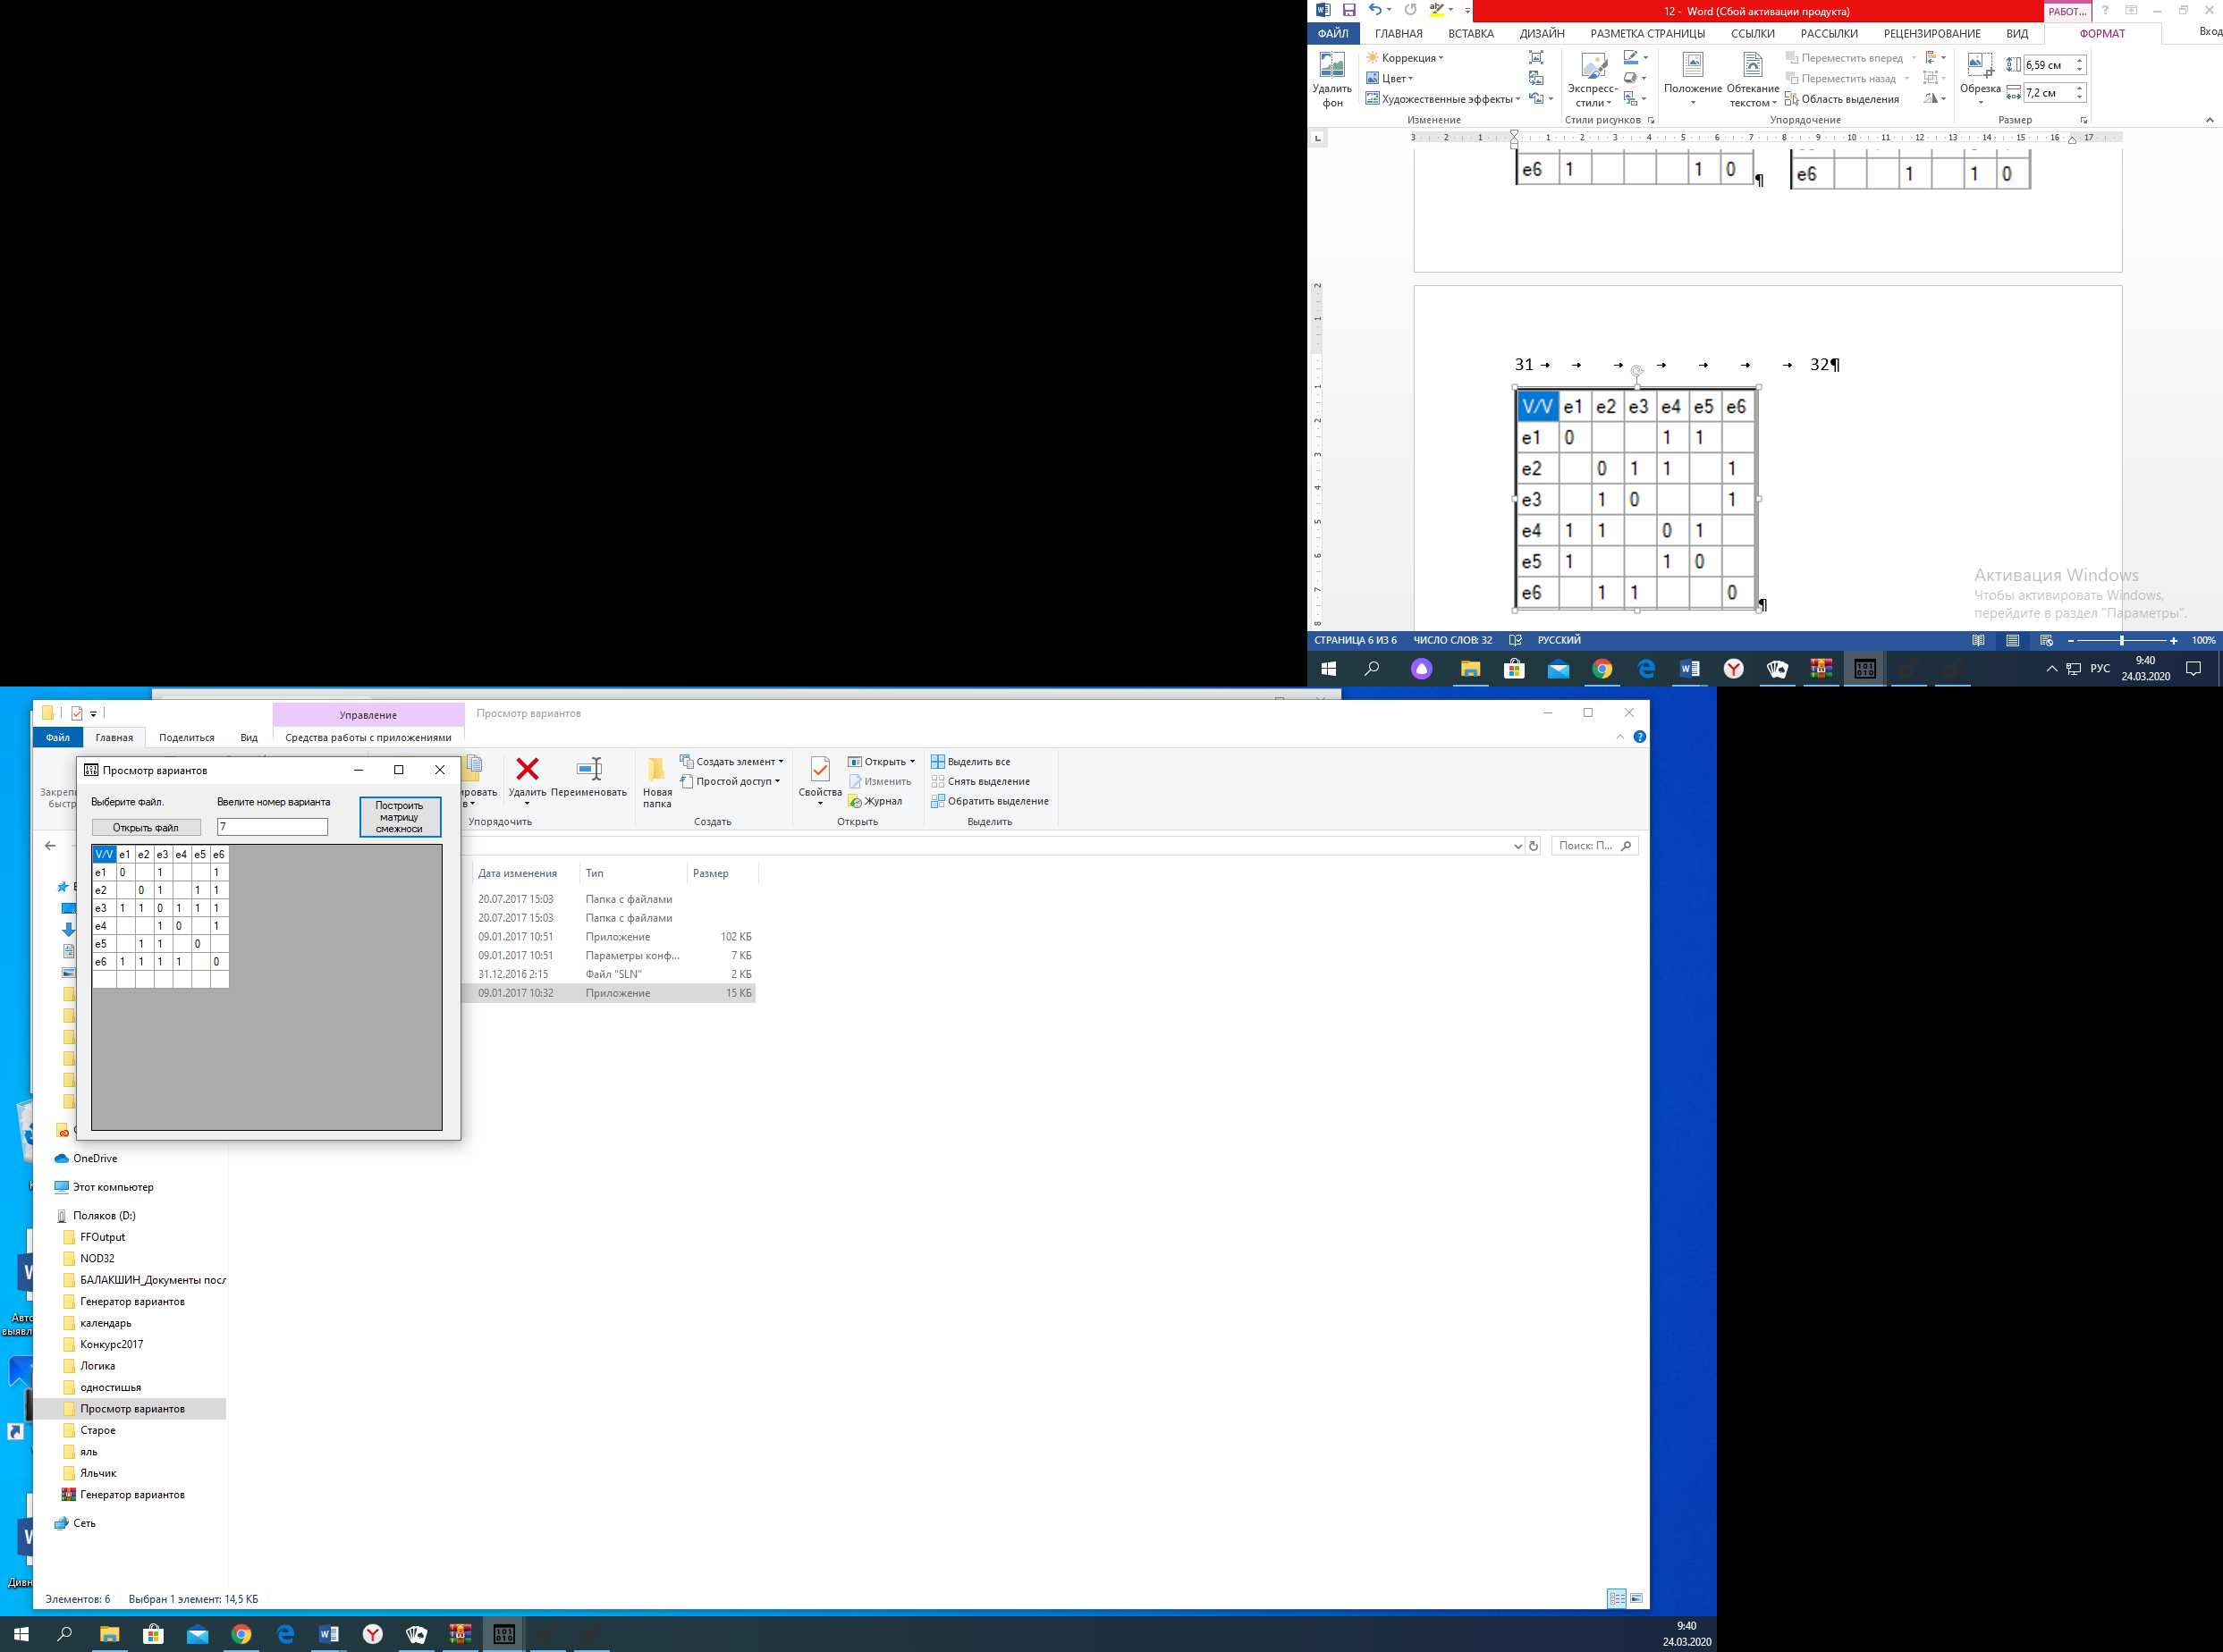 12 - Word (Сбой активации продукта)
РАБОТ...
ФАЙЛ ГЛАВНАЯ ВСТАВКА ДИЗАЙН РАЗМЕТКА СТРАНИЦЫ ССЫЛКИ РАССЫЛКИ РЕЦЕНЗИРОВАНИЕ ВИД ФОРМАТ Вход
Удалить фон
Коррекция
Цвет
Художественные эффекты
Изменение
Экспресс-стили
Стили рисунков
Положение
Обтекание текстом
Переместить вперед
Переместить назад
Область выделения
Упорядочение
Обрезка
6,59 см
7,2 см
Размер
e6 1 1 0 ¶
e6 1 1 0
31 → → → → → → → 32¶
V/V e1 e2 e3 e4 e5 e6
e1 0 1 1
e2 0 1 1 1
e3 1 0 1
e4 1 1 0 1
e5 1 1 0
e6 1 1 0
¶
Активация Windows
Чтобы активировать Windows,
перейдите в раздел "Параметры".
СТРАНИЦА 6 ИЗ 6 ЧИСЛО СЛОВ: 32 РУССКИЙ 100%
РУС
9:40
24.03.2020
Управление
Просмотр вариантов
Файл Главная Поделиться Вид Средства работы с приложениями
Удалить
Переименовать
Упорядочить
Новая папка
Создать элемент
Простой доступ
Создать
Свойства
Открыть
Изменить
Журнал
Открыть
Выделить все
Снять выделение
Обратить выделение
Выделить
Поиск: П...
Просмотр вариантов
Выберите файл.
Ввелите номер варианта
Построить
матрицу
смежноси
Открыть файл
7
V/V e1 e2 e3 e4 e5 e6
e1 0 1 1
e2 0 1 1 1
e3 1 1 0 1 1 1
e4 1 0 1
e5 1 1 0
e6 1 1 1 1 0
Дата изменения Тип Размер
20.07.2017 15:03 Папка с файлами
20.07.2017 15:03 Папка с файлами
09.01.2017 10:51 Приложение 102 КБ
09.01.2017 10:51 Параметры конф... 7 КБ
31.12.2016 2:15 Файл "SLN" 2 КБ
09.01.2017 10:32 Приложение 15 КБ
OneDrive
Этот компьютер
Поляков (D:)
FFOutput
NOD32
БАЛАКШИН_Документы посл
Генератор вариантов
календарь
Конкурс2017
Логика
одностишья
Просмотр вариантов
Старое
яль
Яльчик
Генератор вариантов
Сеть
Элементов: 6 Выбран 1 элемент: 14,5 КБ
9:40
24.03.2020